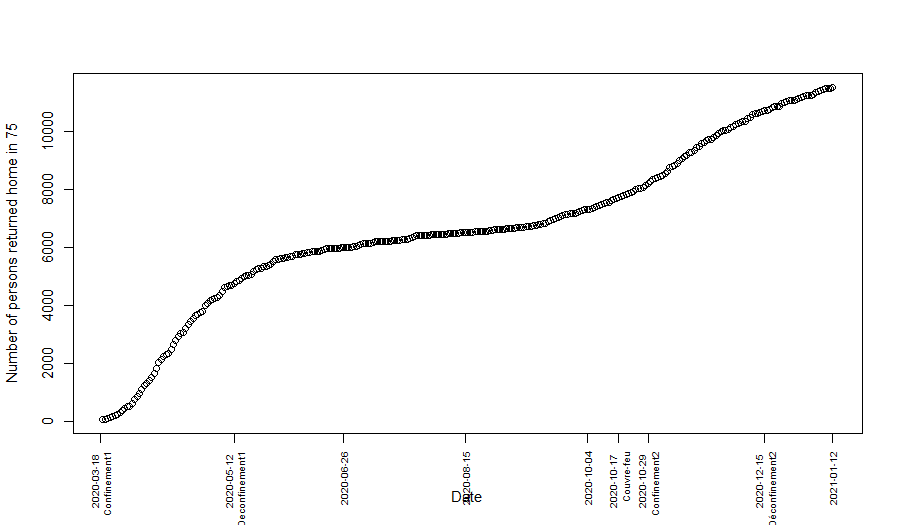 Number of persons returned home in 75
10000
8000
6000
4000
2000
0
2020-03-18
Confinement1
2020-05-12
Deconfinement1
2020-06-26
2020-08-15
2020-10-04
2020-10-17
Couvre-feu
2020-10-29
Confinement2
2020-12-15
Déconfinement2
2021-01-12
Date